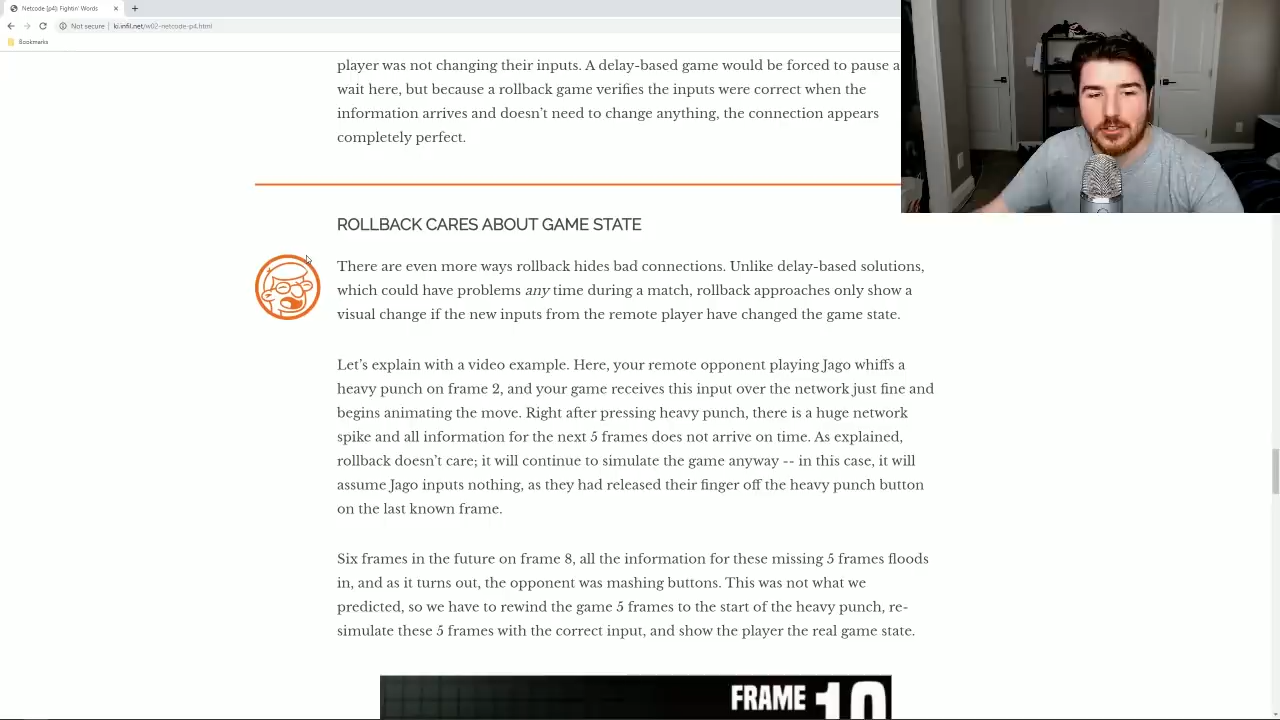 Netcode [p4]: Fightin' Words
Not secure
ki.infil.net/w02-netcode-p4.html
Bookmarks
player was not changing their inputs. A delay-based game would be forced to pause a
wait here, but because a rollback game verifies the inputs were correct when the
information arrives and doesn't need to change anything, the connection appears
completely perfect.
ROLLBACK CARES ABOUT GAME STATE
There are even more ways rollback hides bad connections. Unlike delay-based solutions,
which could have problems any time during a match, rollback approaches only show a
visual change if the new inputs from the remote player have changed the game state.
Let's explain with a video example. Here, your remote opponent playing Jago whiffs a
heavy punch on frame 2, and your game receives this input over the network just fine and
begins animating the move. Right after pressing heavy punch, there is a huge network
spike and all information for the next 5 frames does not arrive on time. As explained,
rollback doesn't care; it will continue to simulate the game anyway -- in this case, it will
assume Jago inputs nothing, as they had released their finger off the heavy punch button
on the last known frame.
Six frames in the future on frame 8, all the information for these missing 5 frames floods
in, and as it turns out, the opponent was mashing buttons. This was not what we
predicted, so we have to rewind the game 5 frames to the start of the heavy punch, re-
simulate these 5 frames with the correct input, and show the player the real game state.
FRAME 10